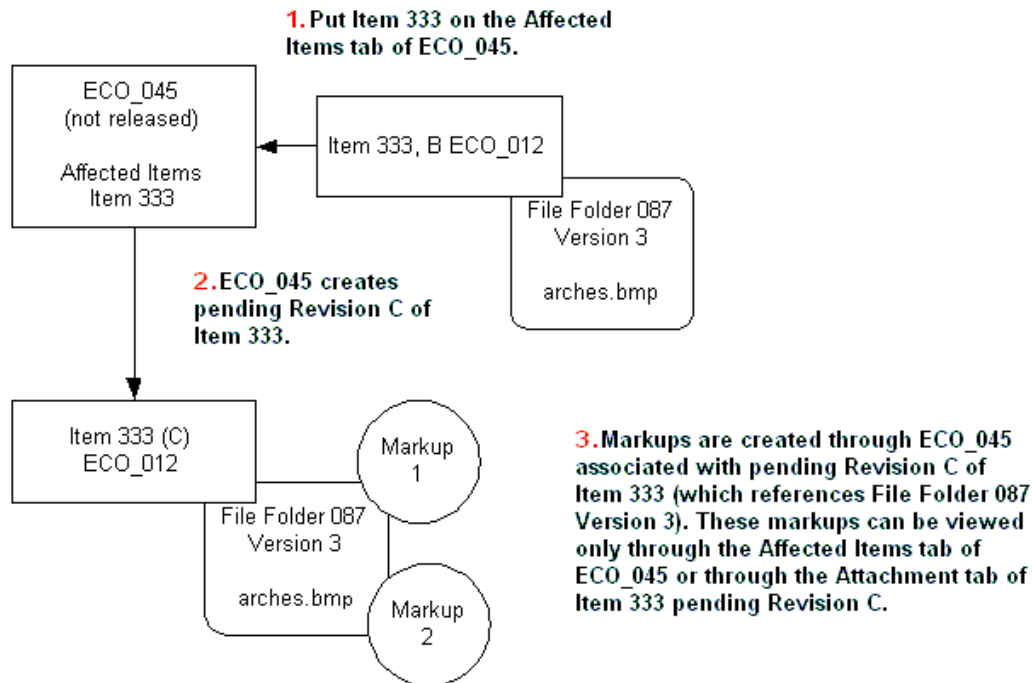 1. Put Item 333 on the Affected
Items tab of ECO_045.
ECO_045
(not released)
Affected Items
Item 333
Item 333, B ECO_012
File Folder 087
Version 3
arches.bmp
2. ECO_045 creates
pending Revision C of
Item 333.
Item 333 (C)
ECO_012
Markup
1
File Folder 087
Version 3
arches.bmp
Markup
2
3. Markups are created through ECO_045
associated with pending Revision C of
Item 333 (which references File Folder 087
Version 3). These markups can be viewed
only through the Affected Items tab of
ECO_045 or through the Attachment tab of
Item 333 pending Revision C.